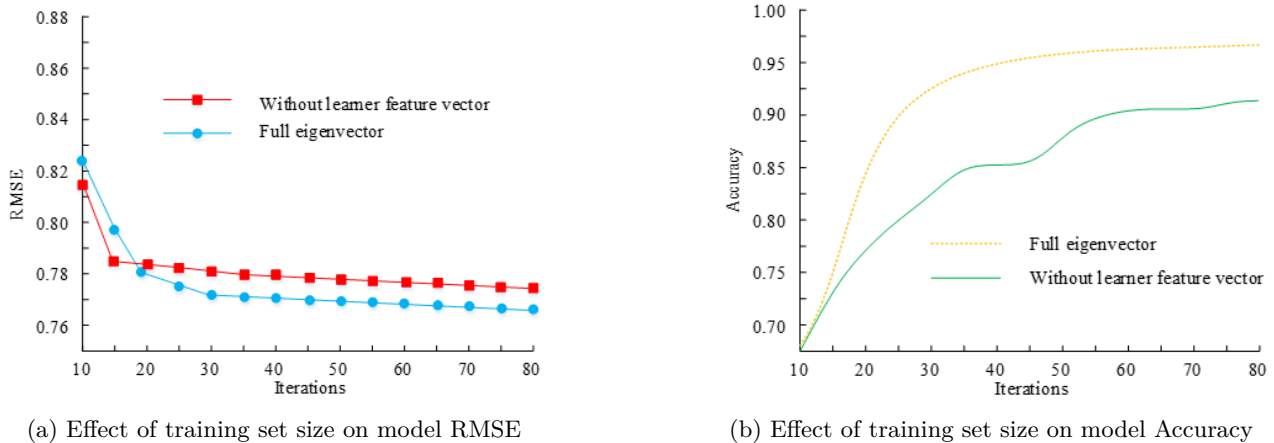 0.88
0.86
0.84
0.82
0.80
0.78
0.76
RMSE
Without learner feature vector
Full eigenvector
10 20 30 40 50 60 70 80
Iterations
(a) Effect of training set size on model RMSE
1.00
0.95
0.90
0.85
0.80
0.75
0.70
Accuracy
Full eigenvector
Without learner feature vector
10 20 30 40 50 60 70 80
Iterations
(b) Effect of training set size on model Accuracy